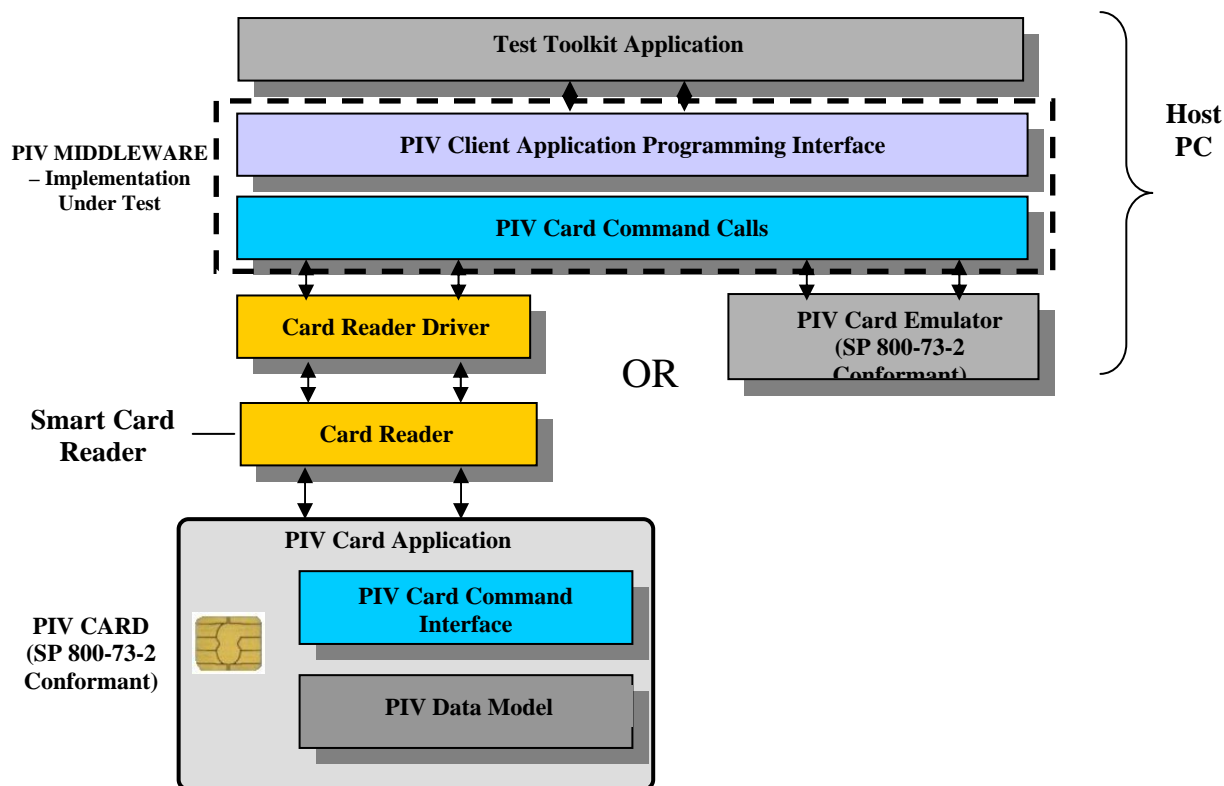 Test Toolkit Application
PIV Client Application Programming Interface
PIV Card Command Calls
PIV MIDDLEWARE
– Implementation
Under Test
Host
PC
Card Reader Driver
OR
PIV Card Emulator
(SP 800-73-2
Conformant)
Smart Card
Reader
Card Reader
PIV Card Application
PIV Card Command
Interface
PIV Data Model
PIV CARD
(SP 800-73-2
Conformant)